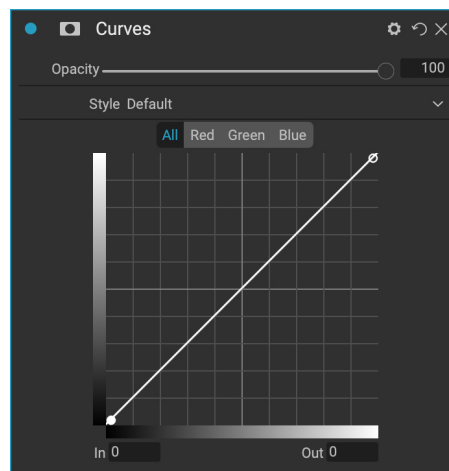 Curves
Opacity 100
Style Default
All Red Green Blue
In 0 Out 0